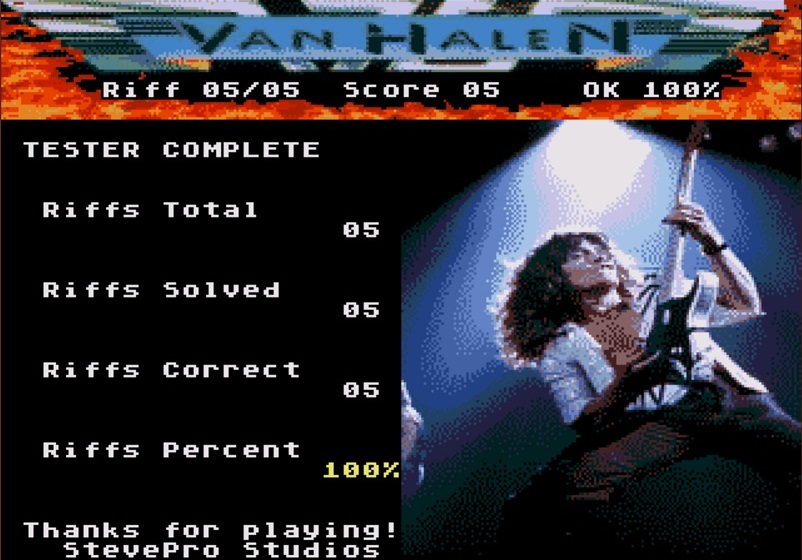 VAN HALEN
Riff 05/05 Score 05 OK 100%
TESTER COMPLETE
Riffs Total
05
Riffs Solved
05
Riffs Correct
05
Riffs Percent
100%
Thanks for playing!
StevePro Studios